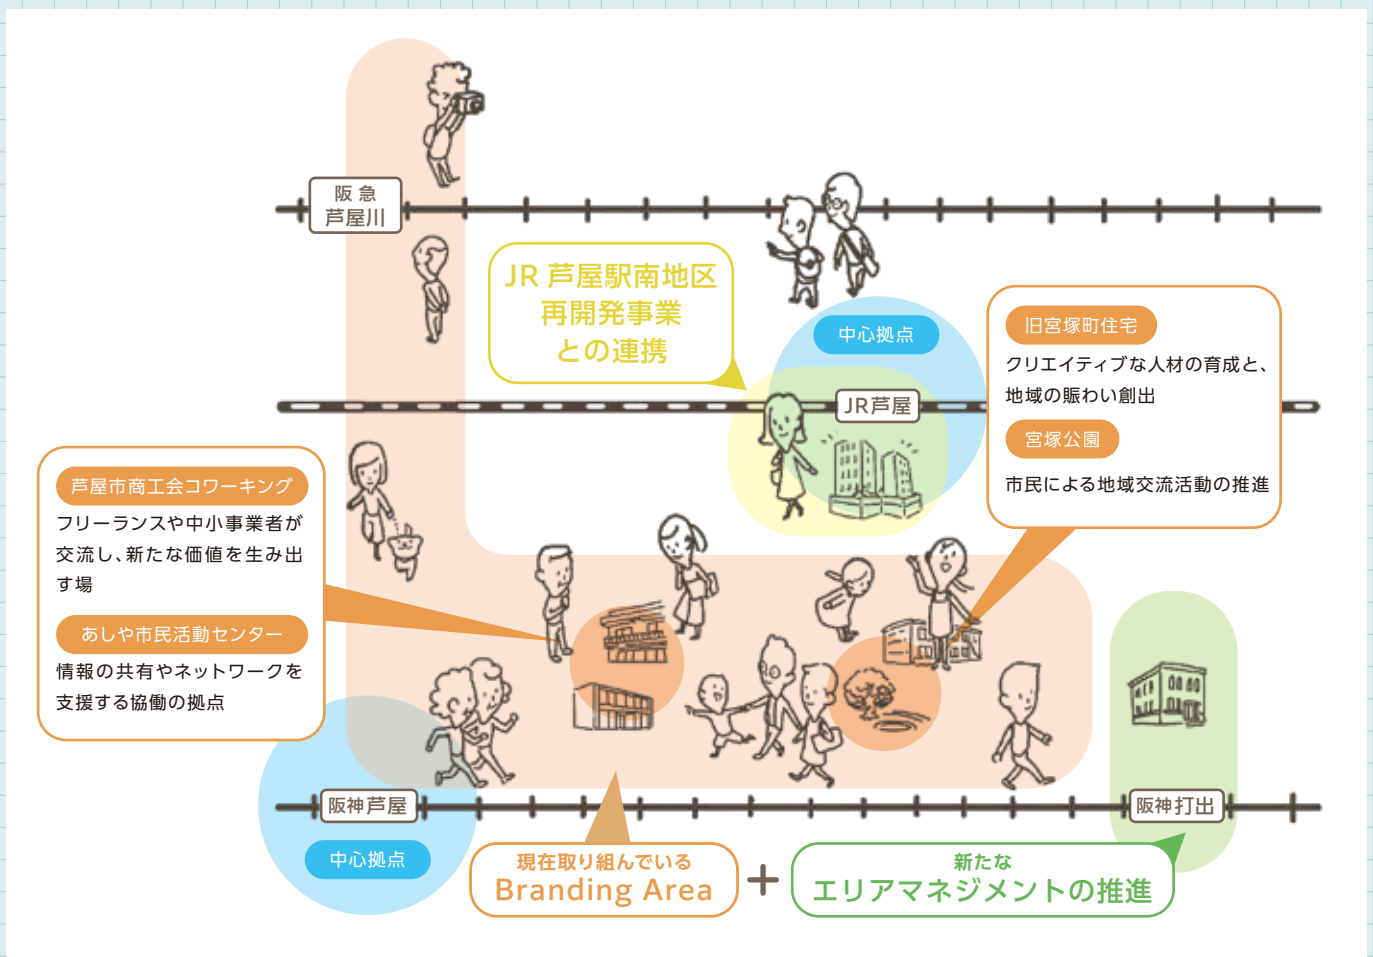 阪急
芦屋川
JR 芦屋駅南地区
再開発事業
との連携
中心拠点
JR芦屋
旧宮塚町住宅
クリエイティブな人材の育成と、
地域の賑わい創出
宮塚公園
市民による地域交流活動の推進
芦屋市商工会コワーキング
フリーランスや中小事業者が
交流し、新たな価値を生み出
す場
あしや市民活動センター
情報の共有やネットワークを
支援する協働の拠点
阪神芦屋
中心拠点
阪神打出
現在取り組んでいる
Branding Area
+
新たな
エリアマネジメントの推進